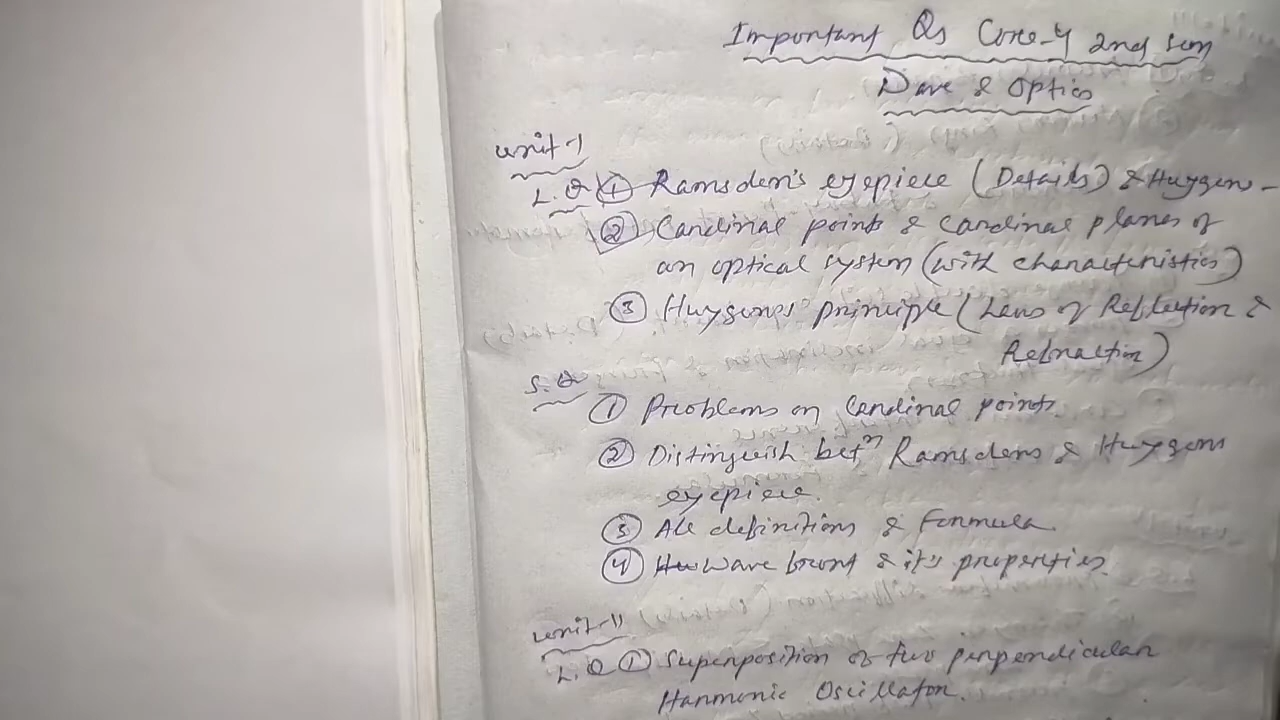 Important Qs Core-4 2nd sem
Wave & Optics
Unit-I
L.Q ① Ramsden's eyepiece (Details) & Huygens-
② Cardinal points & Cardinal planes of
an optical system (with characteristics)
③ Huygens principle (Laws of Reflection &
Refraction)
S.Q
① Problems on Cardinal points.
② Distinguish betⁿ Ramsdens & Huygens
eyepiece.
③ All definitions & Formula
④ Wave front & it's properties.
Unit-II
L.Q ① Superposition of two perpendicular
Harmonic Oscillator.